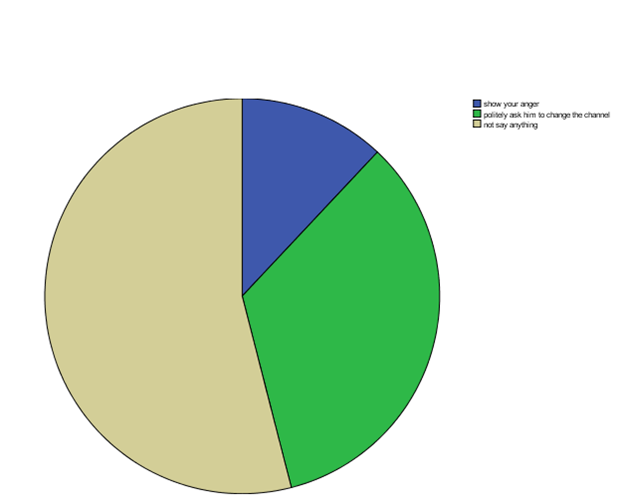 show your anger
politely ask him to change the channel
not say anything